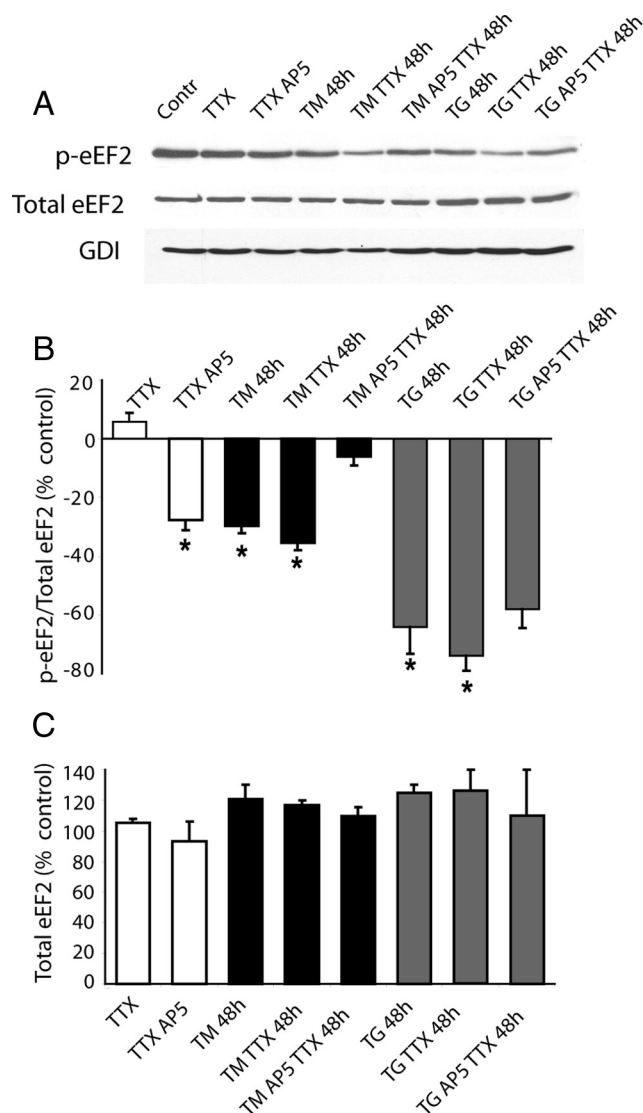 A
Contr
TTX
TTX AP5
TM 48h
TM TTX 48h
TM AP5 TTX 48h
TG 48h
TG TTX 48h
TG AP5 TTX 48h
p-eEF2
Total eEF2
GDI
B
TTX
TTX AP5
TM 48h
TM TTX 48h
TM AP5 TTX 48h
TG 48h
TG TTX 48h
TG AP5 TTX 48h
p-eEF2/Total eEF2 (% control)
20
0
-20
-40
-60
-80
*
*
*
*
*
C
Total eEF2 (% control)
140
120
100
80
60
40
20
0
TTX
TTX AP5
TM 48h
TM TTX 48h
TM AP5 TTX 48h
TG 48h
TG TTX 48h
TG AP5 TTX 48h